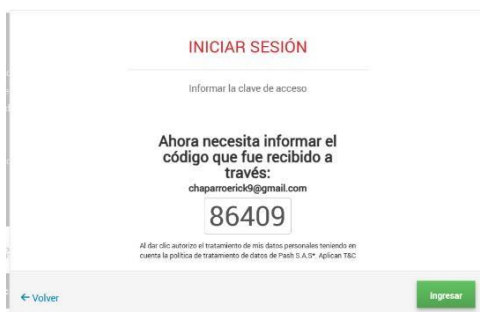 INICIAR SESIÓN
Informar la clave de acceso
Ahora necesita informar el
código que fue recibido a
través:
chaparroerick9@gmail.com
86409
Al dar clic autorizo el tratamiento de mis datos personales teniendo en
cuenta la política de tratamiento de datos de Pash S.A.S*. Aplican T&C
← Volver
Ingresar